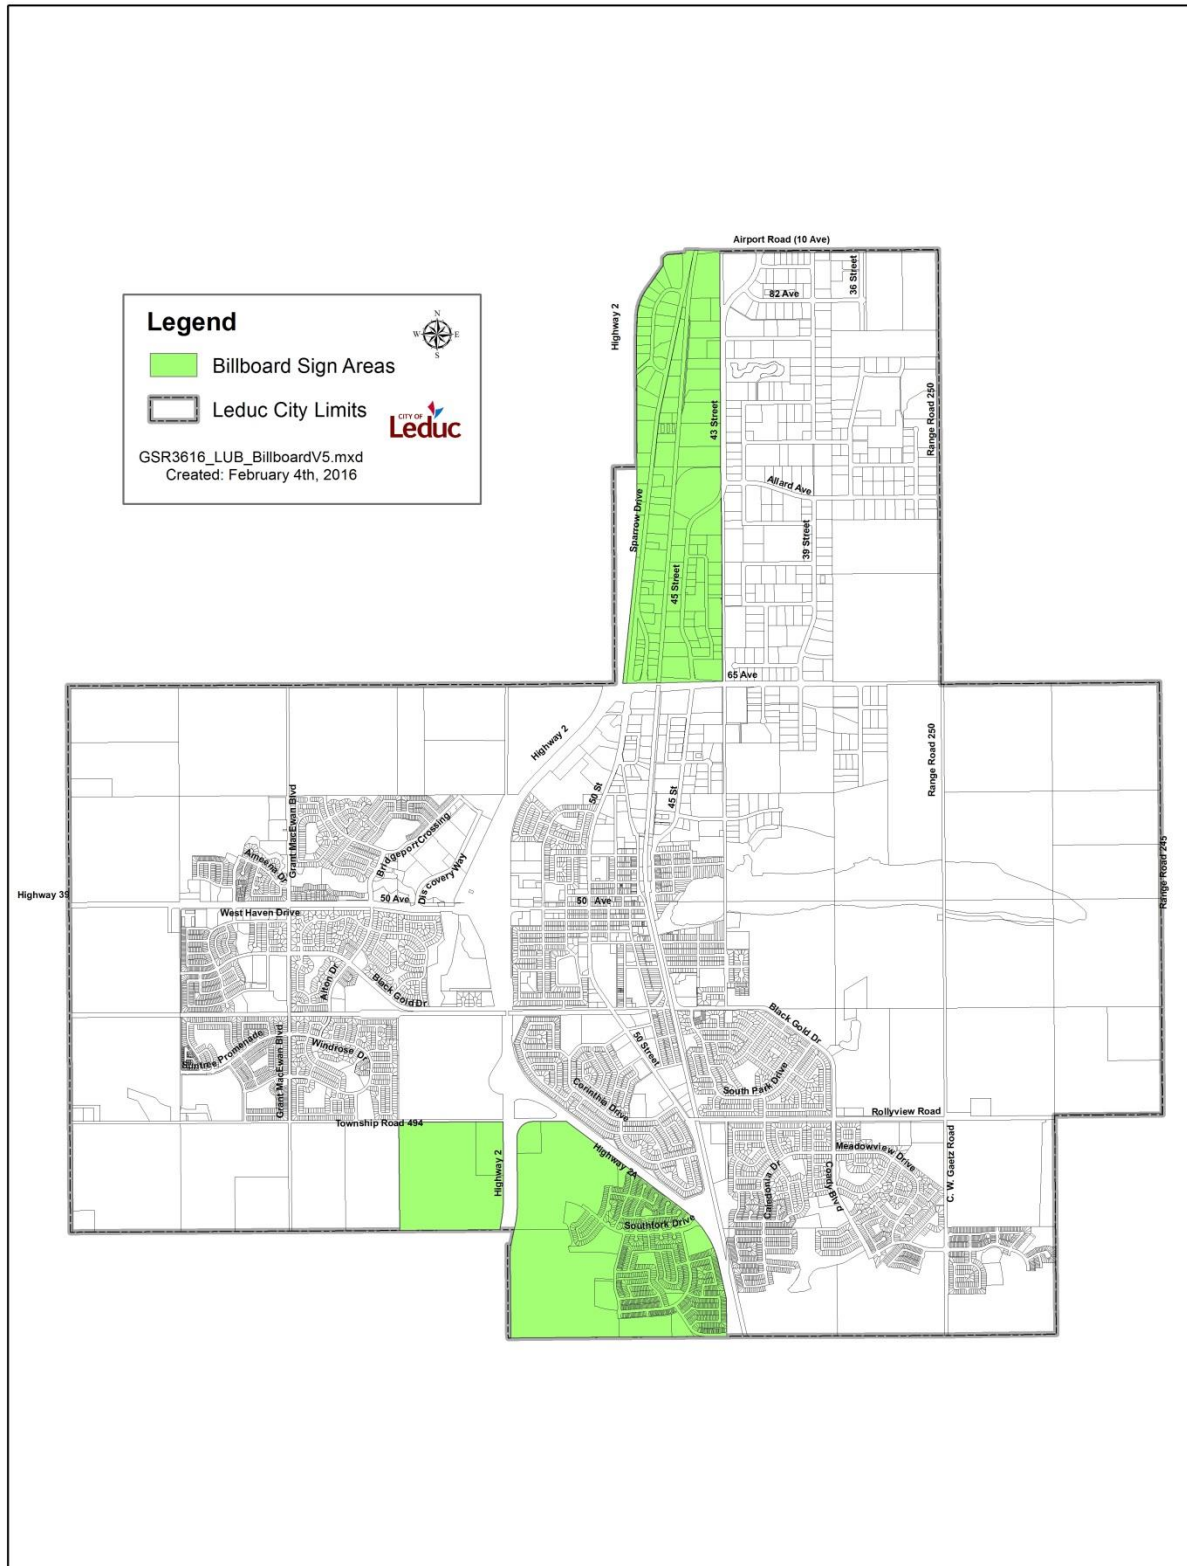 Airport Road (10 Ave)
82 Ave
36 Street
Highway 2
Legend
N
W
E
S
Billboard Sign Areas
Leduc City Limits
CITY OF
Leduc
GSR3616_LUB_BillboardV5.mxd
Created: February 4th, 2016
43 Street
Range Road 250
Allard Ave
Sparrow Drive
39 Street
45 Street
65 Ave
Highway 2
Range Road 250
50 St
45 St
Grant MacEwan Blvd
Bridgeport Crossing
Discovery Way
Range Road 245
Highway 39
50 Ave
50 Ave
West Haven Drive
Alton Dr
Black Gold Dr
Black Gold Dr
50 Street
Suntree Promenade
Grant MacEwan Blvd
Windrose Dr
Corinthia Drive
South Park Drive
Rollyview Road
Township Road 494
Highway 2
Highway 2A
Meadowview Drive
C. W. Gaetz Road
Caledonia Dr
Coady Blvd
Southfork Drive